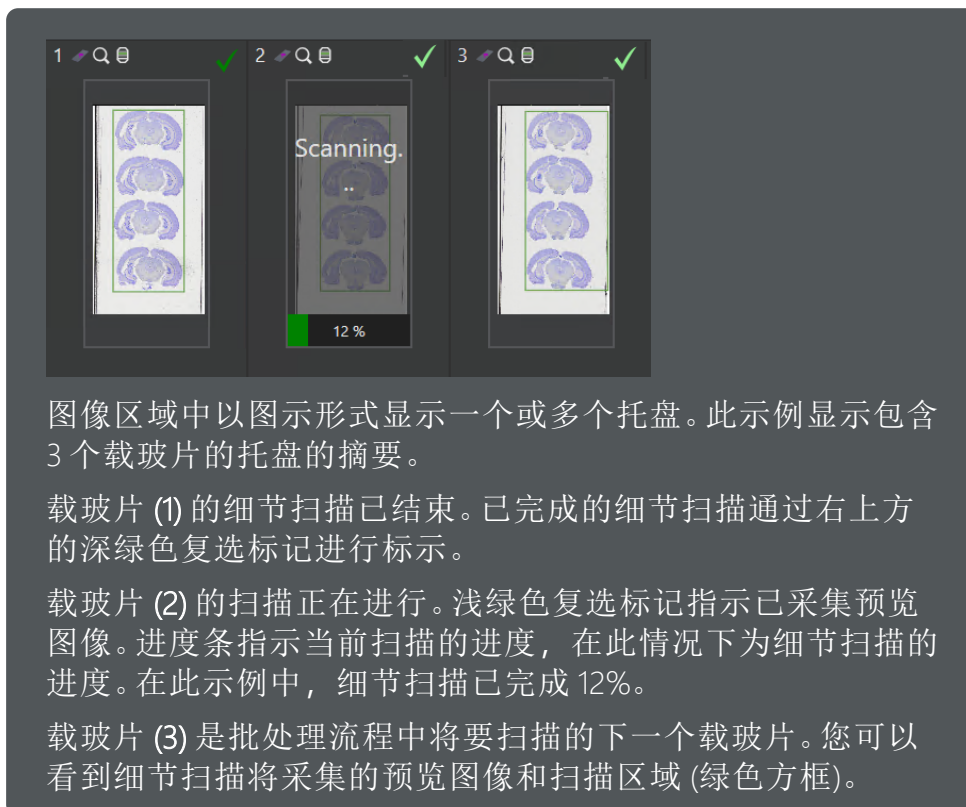 1
2
3
Scanning.
..
12 %
图像区域中以图示形式显示一个或多个托盘。此示例显示包含
3 个载玻片的托盘的摘要。
载玻片 (1) 的细节扫描已结束。已完成的细节扫描通过右上方
的深绿色复选标记进行标示。
载玻片 (2) 的扫描正在进行。浅绿色复选标记指示已采集预览
图像。进度条指示当前扫描的进度，在此情况下为细节扫描的
进度。在此示例中，细节扫描已完成 12%。
载玻片 (3) 是批处理流程中将要扫描的下一个载玻片。您可以
看到细节扫描将采集的预览图像和扫描区域 (绿色方框)。